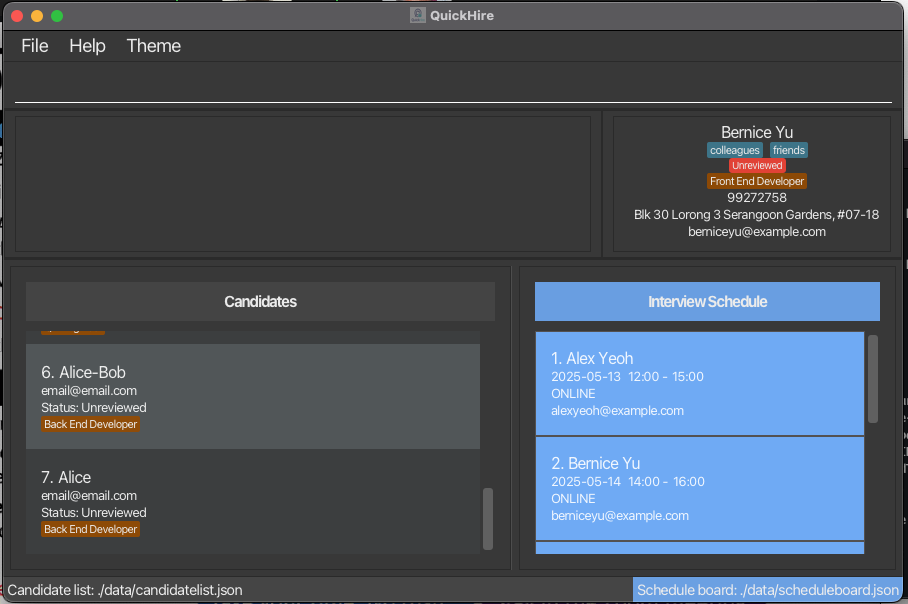 QuickHire
File Help Theme
Bernice Yu
colleagues friends
Unreviewed
Front End Developer
99272758
Blk 30 Lorong 3 Serangoon Gardens, #07-18
berniceyu@example.com
Candidates
6. Alice-Bob
email@email.com
Status: Unreviewed
Back End Developer
7. Alice
email@email.com
Status: Unreviewed
Back End Developer
Interview Schedule
1. Alex Yeoh
2025-05-13 12:00 - 15:00
ONLINE
alexyeoh@example.com
2. Bernice Yu
2025-05-14 14:00 - 16:00
ONLINE
berniceyu@example.com
Candidate list: ./data/candidatelist.json
Schedule board: ./data/scheduleboard.json